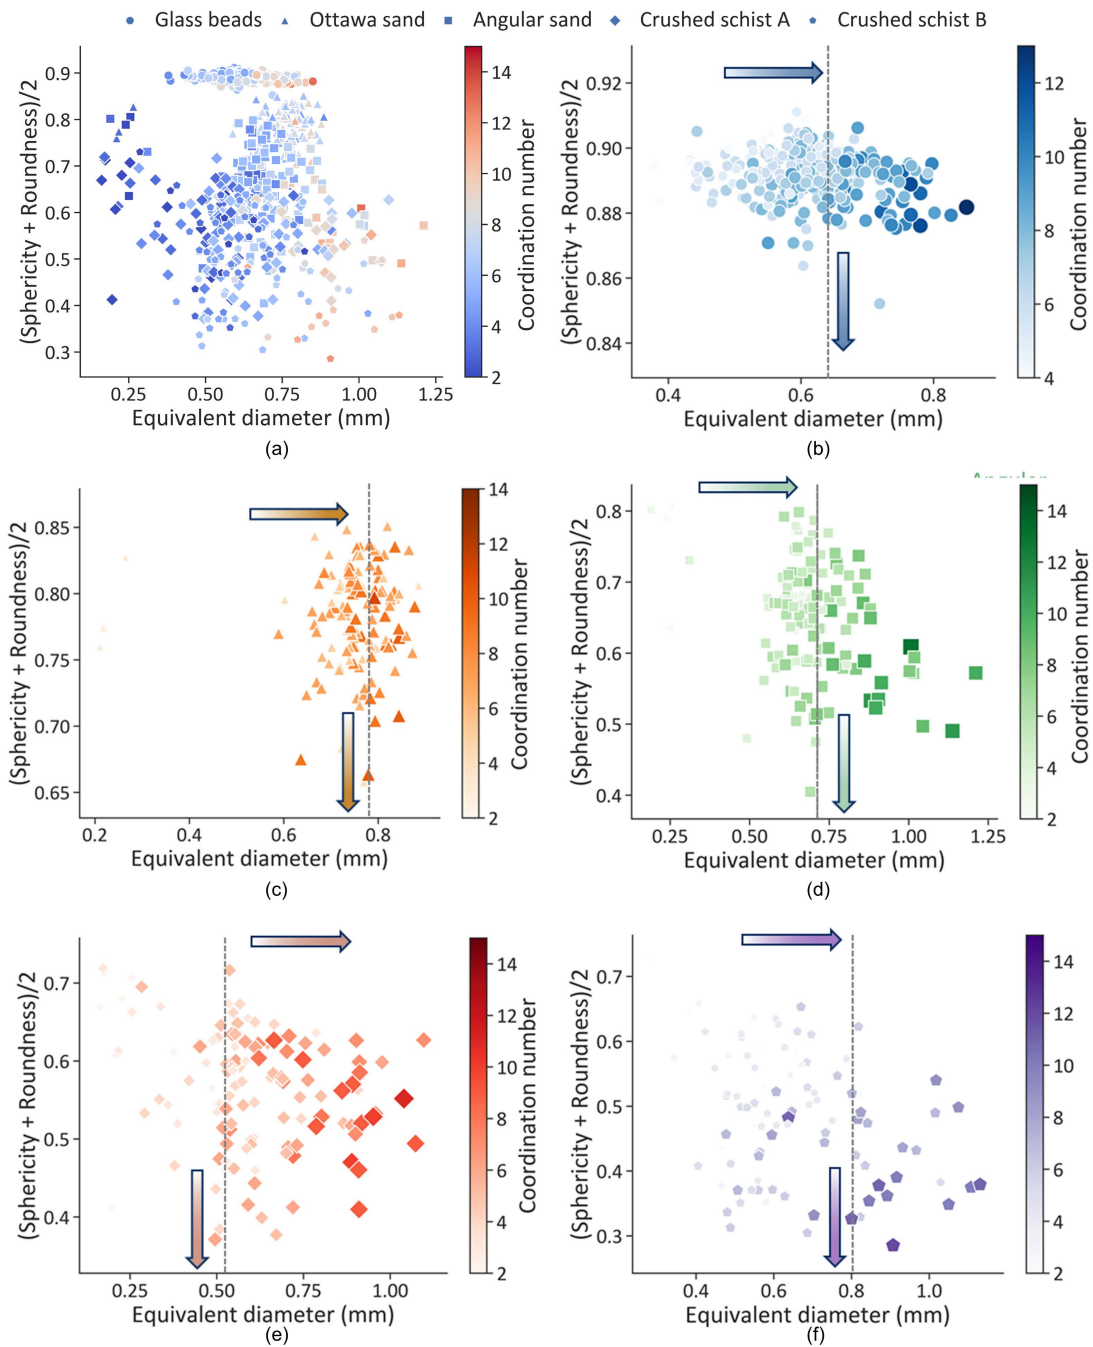 Glass beads Ottawa sand Angular sand Crushed schist A Crushed schist B
(Sphericity + Roundness)/2
0.9
0.8
0.7
0.6
0.5
0.4
0.3
0.25 0.50 0.75 1.00 1.25
Equivalent diameter (mm)
14
12
10
8
6
4
2
Coordination number
(a)
(Sphericity + Roundness)/2
0.92
0.90
0.88
0.86
0.84
0.4 0.6 0.8
Equivalent diameter (mm)
12
10
8
6
4
Coordination number
(b)
(Sphericity + Roundness)/2
0.85
0.80
0.75
0.70
0.65
0.2 0.4 0.6 0.8
Equivalent diameter (mm)
14
12
10
8
6
4
2
Coordination number
(c)
(Sphericity + Roundness)/2
0.8
0.7
0.6
0.5
0.4
0.25 0.50 0.75 1.00 1.25
Equivalent diameter (mm)
14
12
10
8
6
4
2
Coordination number
(d)
(Sphericity + Roundness)/2
0.7
0.6
0.5
0.4
0.25 0.50 0.75 1.00
Equivalent diameter (mm)
14
12
10
8
6
4
2
Coordination number
(e)
(Sphericity + Roundness)/2
0.7
0.6
0.5
0.4
0.3
0.4 0.6 0.8 1.0
Equivalent diameter (mm)
14
12
10
8
6
4
2
Coordination number
(f)